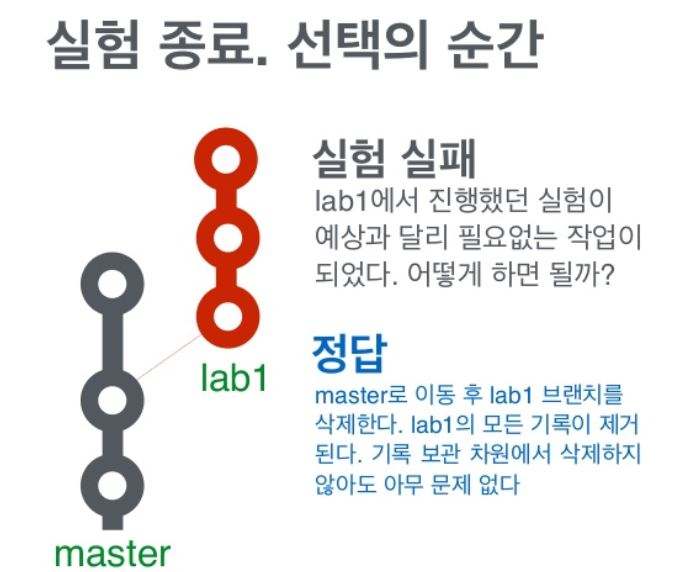 실험 종료. 선택의 순간
실험 실패
lab1에서 진행했던 실험이
예상과 달리 필요없는 작업이
되었다. 어떻게 하면 될까?
lab1
정답
master로 이동 후 lab1 브랜치를
삭제한다. lab1의 모든 기록이 제거
된다. 기록 보관 차원에서 삭제하지
않아도 아무 문제 없다
master